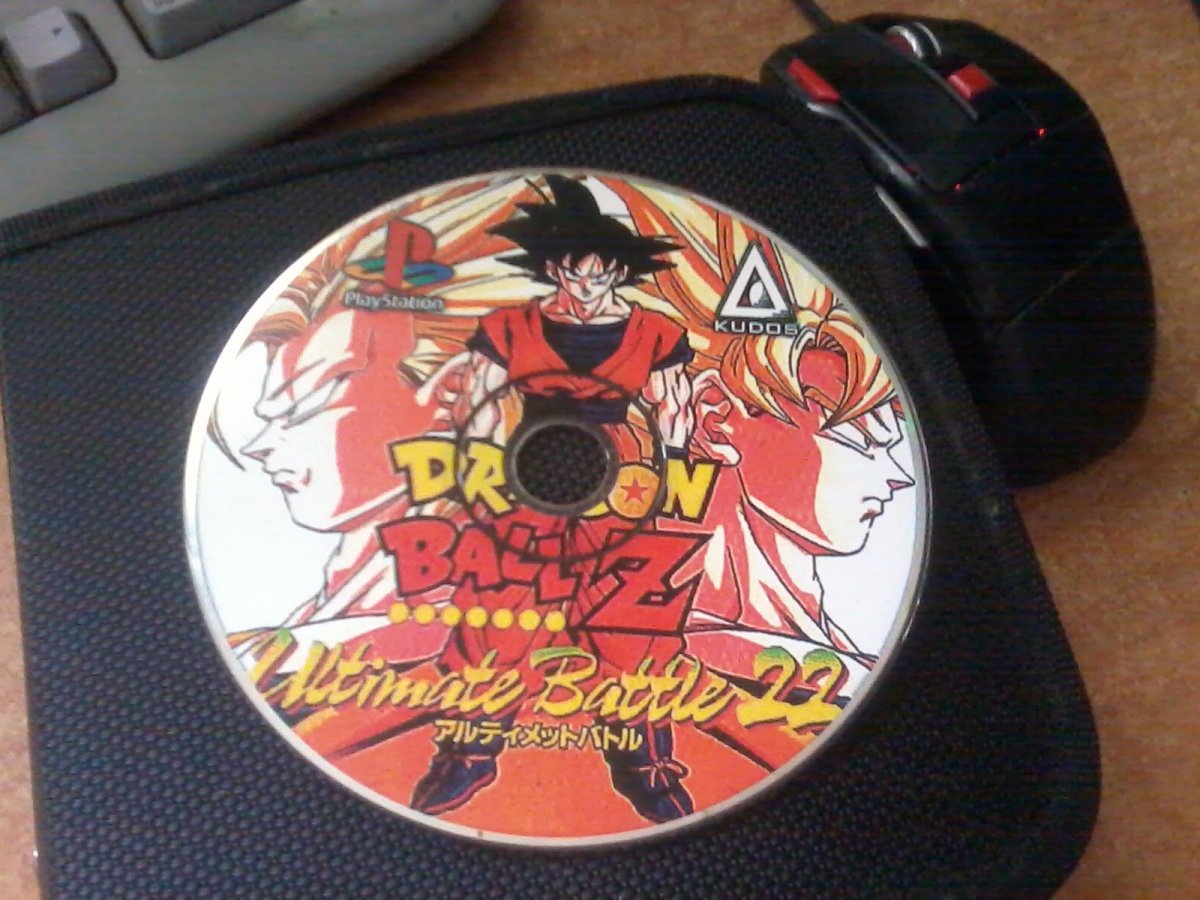 PlayStation
KUDOS
DRAGON
BALL Z
Ultimate Battle 22
アルティメットバトル